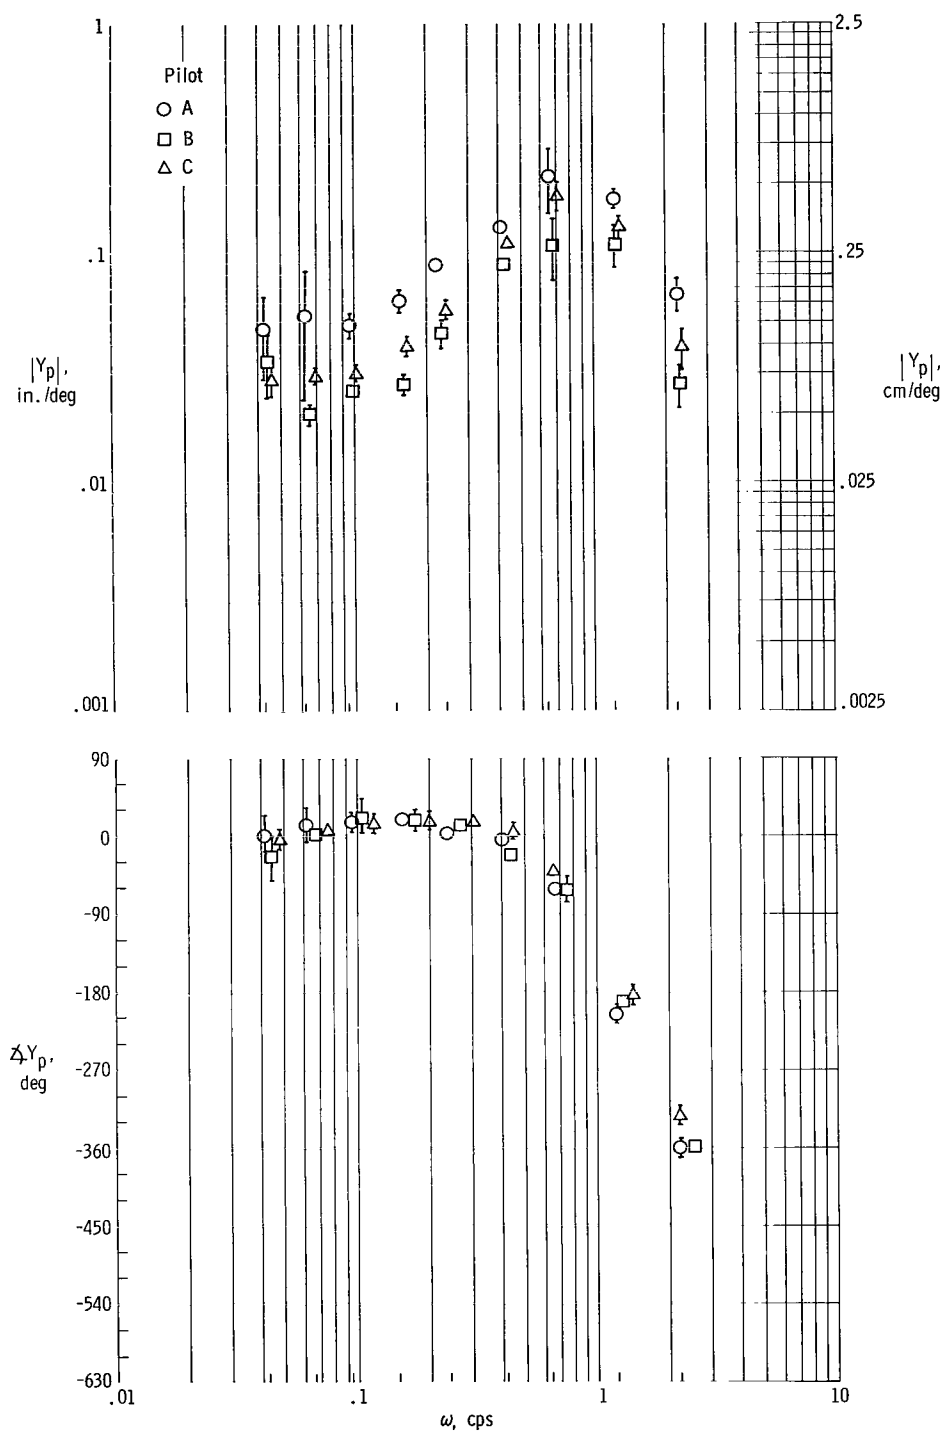 1
2.5
Pilot
A
B
C
.1
.25
|Yp|,
in./deg
|Yp|,
cm/deg
.01
.025
.001
.0025
90
0
-90
-180
∡Yp,
deg
-270
-360
-450
-540
-630
.01
.1
1
10
ω, cps